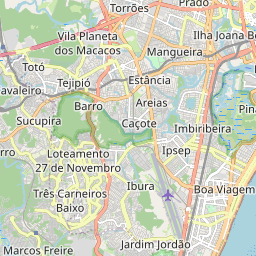 Torrões
Prado
Vila Planeta
dos Macacos
Ilha Joana Be
Mangueira
Totó
Tejipió
Estância
avaleiro
Barro
Areias
Pin
Sucupira
Caçote
Imbiribeira
Loteamento
27 de Novembro
Ipsep
Três Carneiros
Baixo
Ibura
Boa Viagem
Marcos Freire
Jardim Jordão